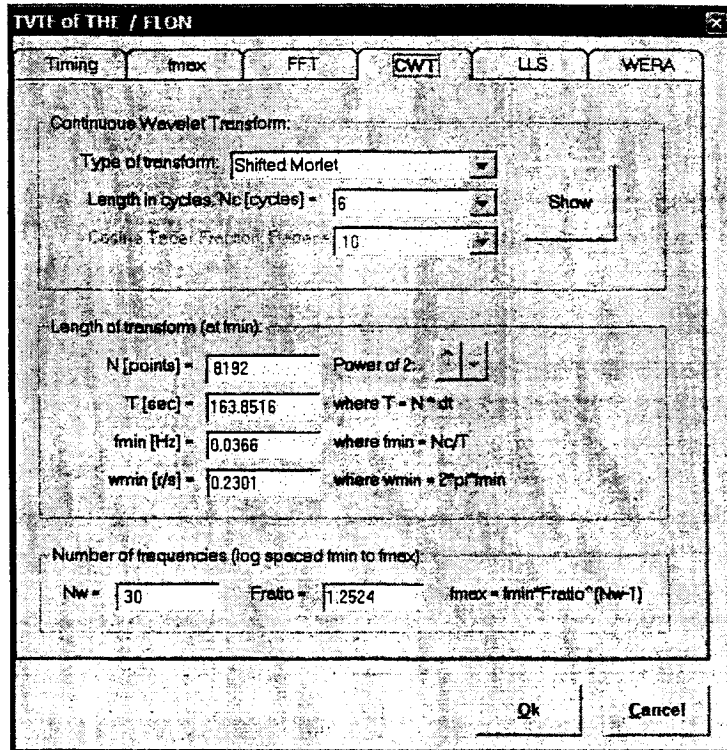 TVTF of THE / FLON
Timing fmax FFT CWT LLS WERA
Continuous Wavelet Transform:
Type of transform: Shifted Morlet
Length in cycles, Nc [cycles] = 6
Show
Cosine Taper Fraction, .10
Length of transform (at fmin):
N [points] = 8192 Power of 2:
T [sec] = 163.8516 where T = N * dt
fmin [Hz] = 0.0366 where fmin = Nc/T
wmin [r/s] = 0.2301 where wmin = 2*pi*fmin
Number of frequencies (log spaced fmin to fmax):
Nw = 30 Fratio = 1.2524 fmax = fmin*Fratio^(Nw-1)
Ok Cancel